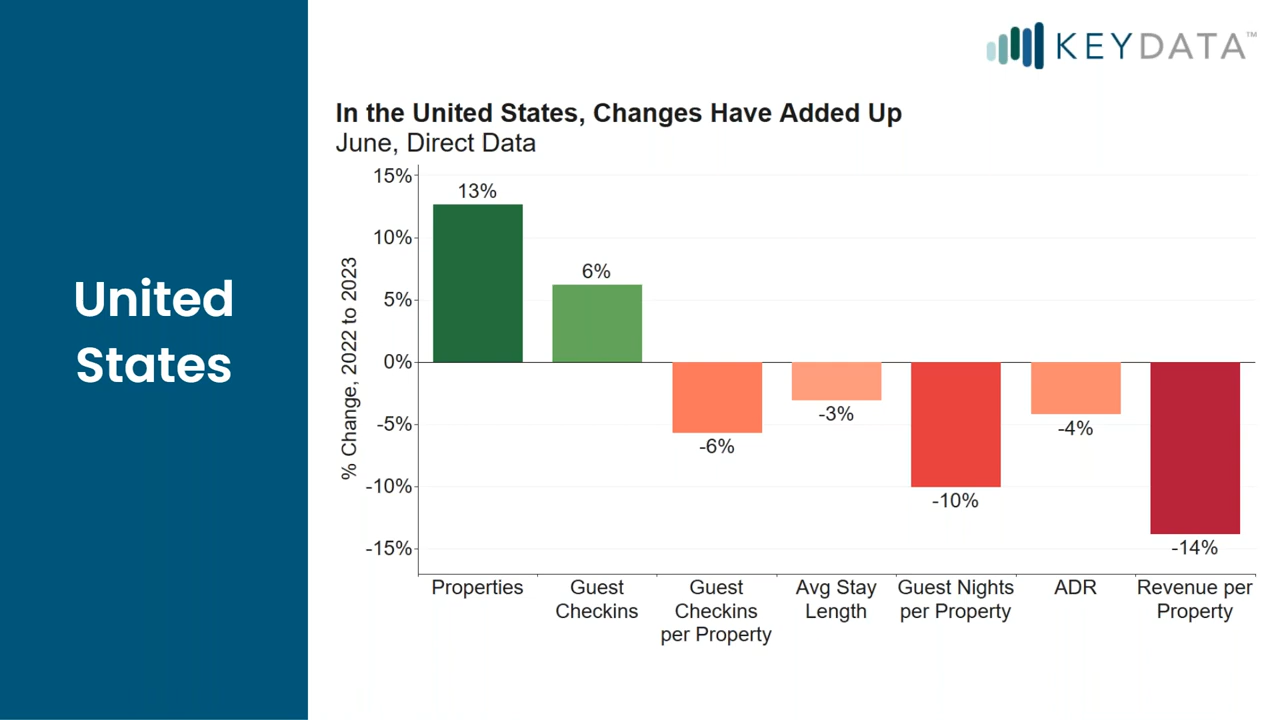 KEYDATA™
United
States
In the United States, Changes Have Added Up
June, Direct Data
% Change, 2022 to 2023
15%
10%
5%
0%
-5%
-10%
-15%
13%
6%
-6%
-3%
-10%
-4%
-14%
Properties
Guest
Checkins
Guest
Checkins
per Property
Avg Stay
Length
Guest Nights
per Property
ADR
Revenue per
Property